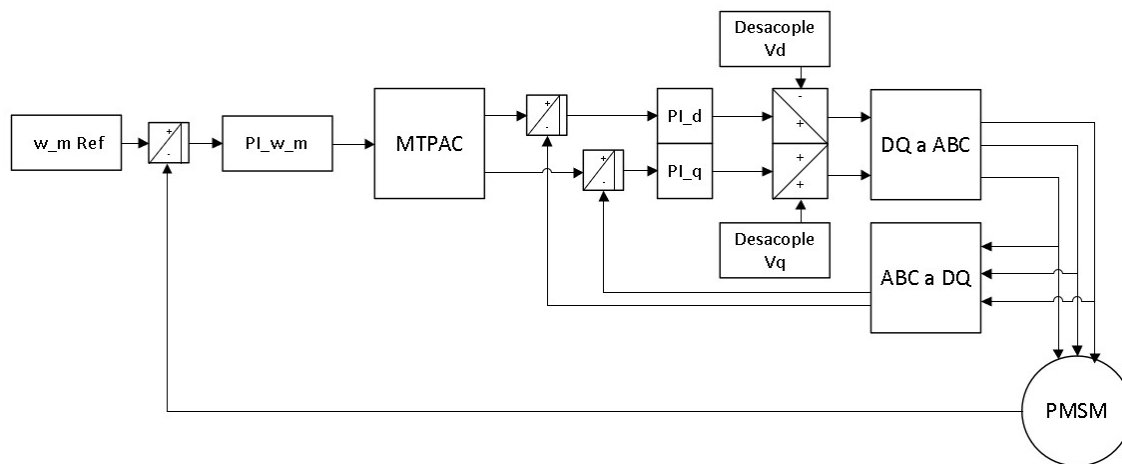 Desacople
Vd
w_m Ref
+
-
PI_w_m
MTPAC
+
-
+
-
PI_d
PI_q
-
+
+
+
DQ a ABC
Desacople
Vq
ABC a DQ
PMSM